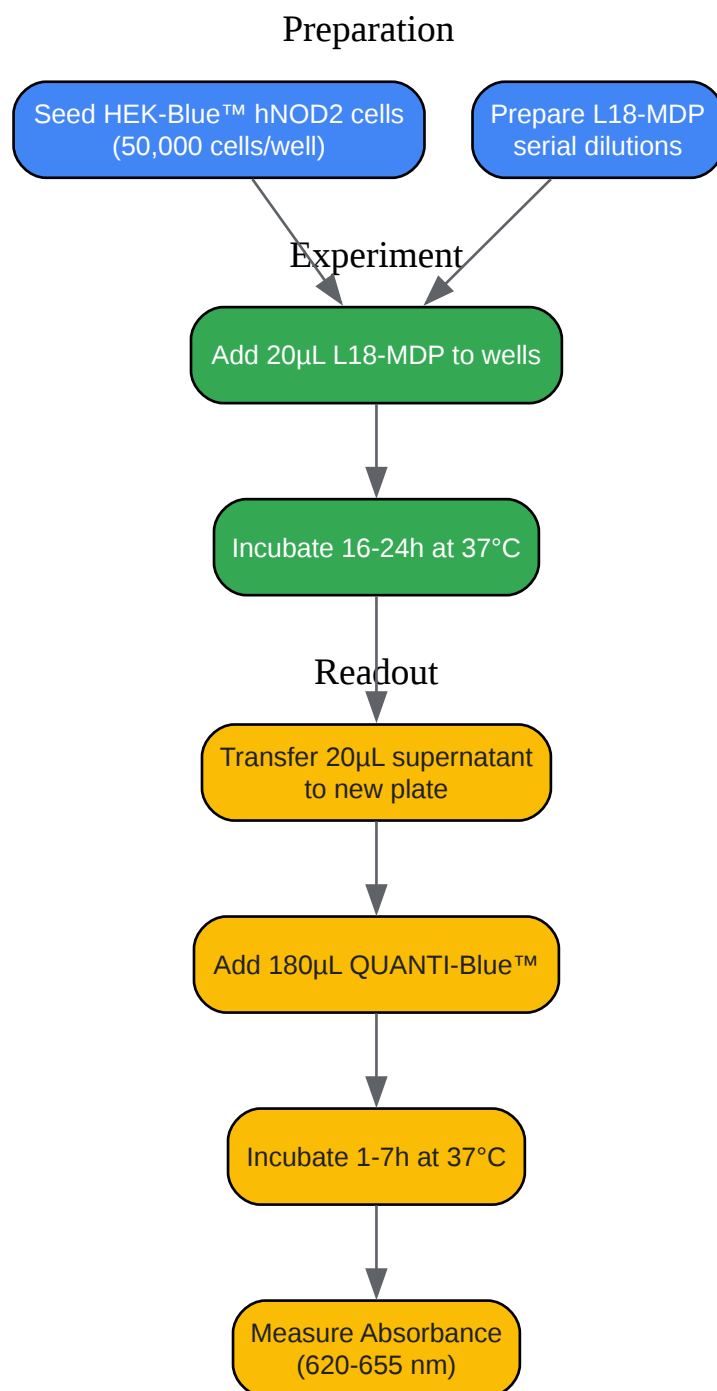 Preparation
Seed HEK-Blue™ hNOD2 cells
(50,000 cells/well)
Prepare L18-MDP
serial dilutions
Experiment
Add 20µL L18-MDP to wells
Incubate 16-24h at 37°C
Readout
Transfer 20µL supernatant
to new plate
Add 180µL QUANTI-Blue™
Incubate 1-7h at 37°C
Measure Absorbance
(620-655 nm)